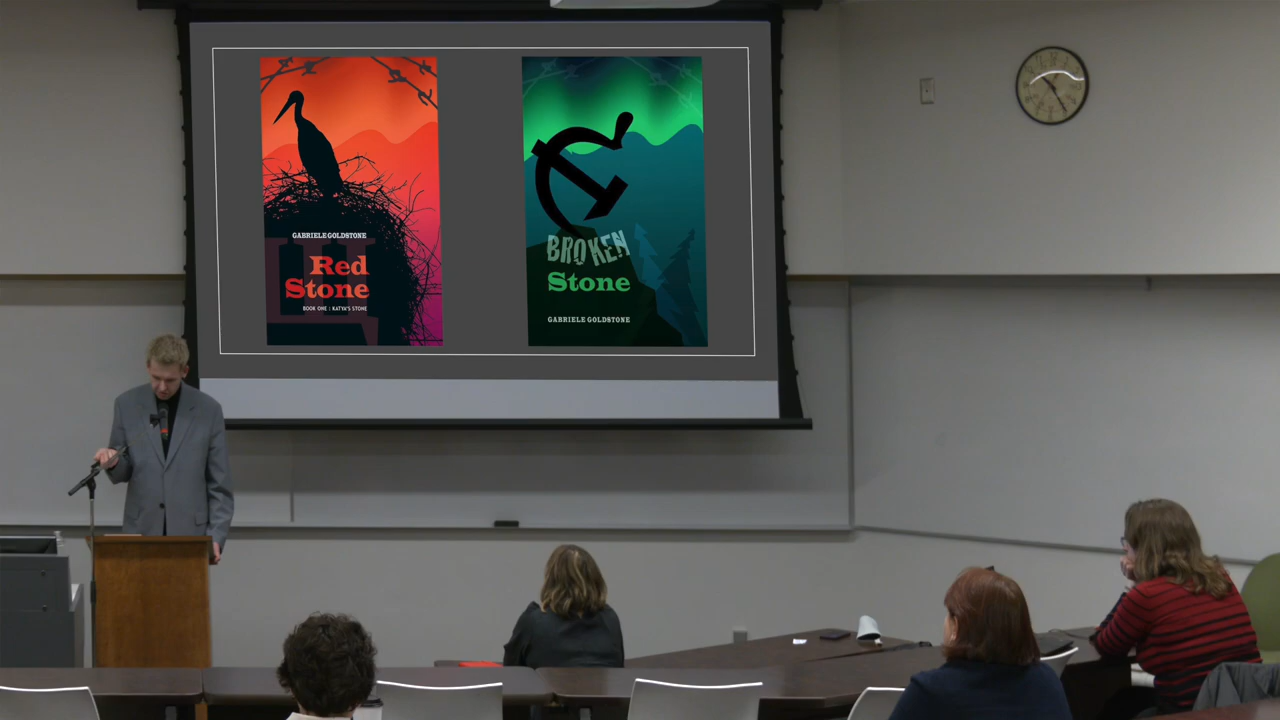 GABRIELE GOLDSTONE
Red
Stone
BOOK ONE : KATYA'S STONE
BROKEN
Stone
GABRIELE GOLDSTONE